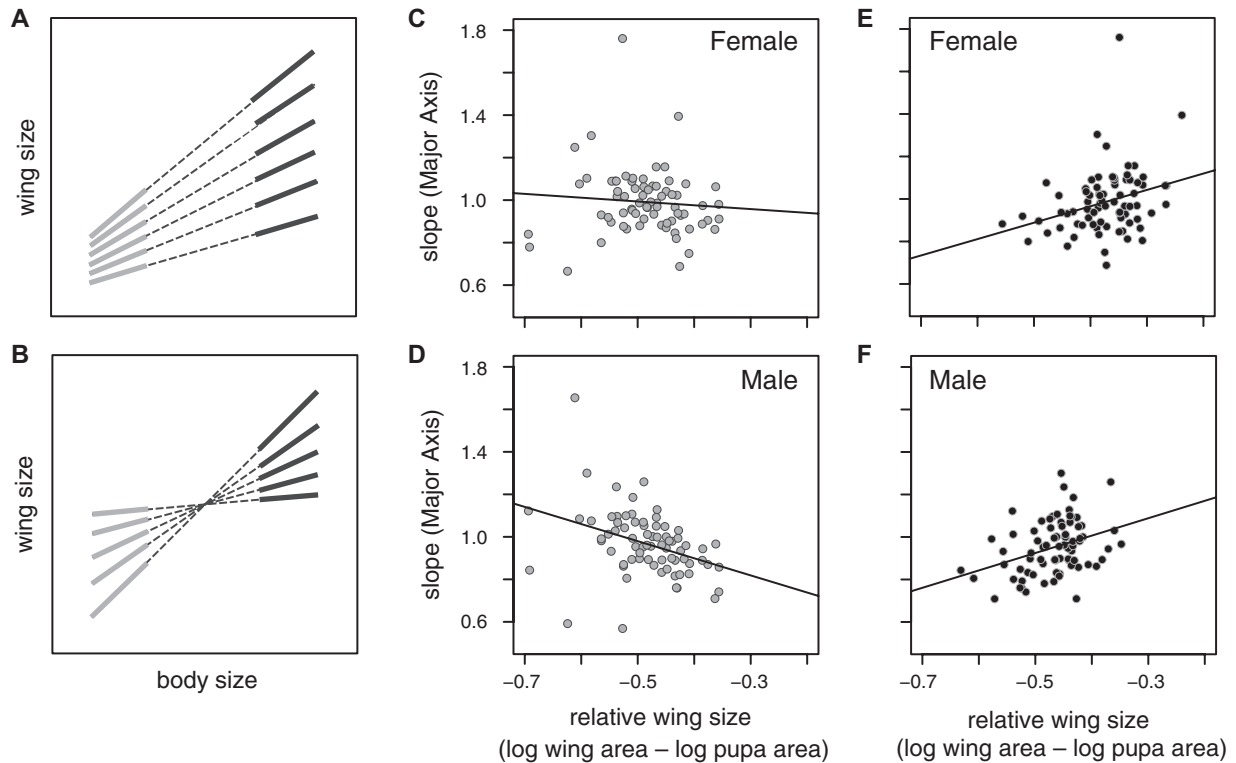 A
wing size
B
wing size
body size
C
Female
1.8
1.4
1.0
0.6
slope (Major Axis)
D
Male
1.8
1.4
1.0
0.6
slope (Major Axis)
−0.7 −0.5 −0.3
relative wing size
(log wing area – log pupa area)
E
Female
F
Male
−0.7 −0.5 −0.3
relative wing size
(log wing area – log pupa area)